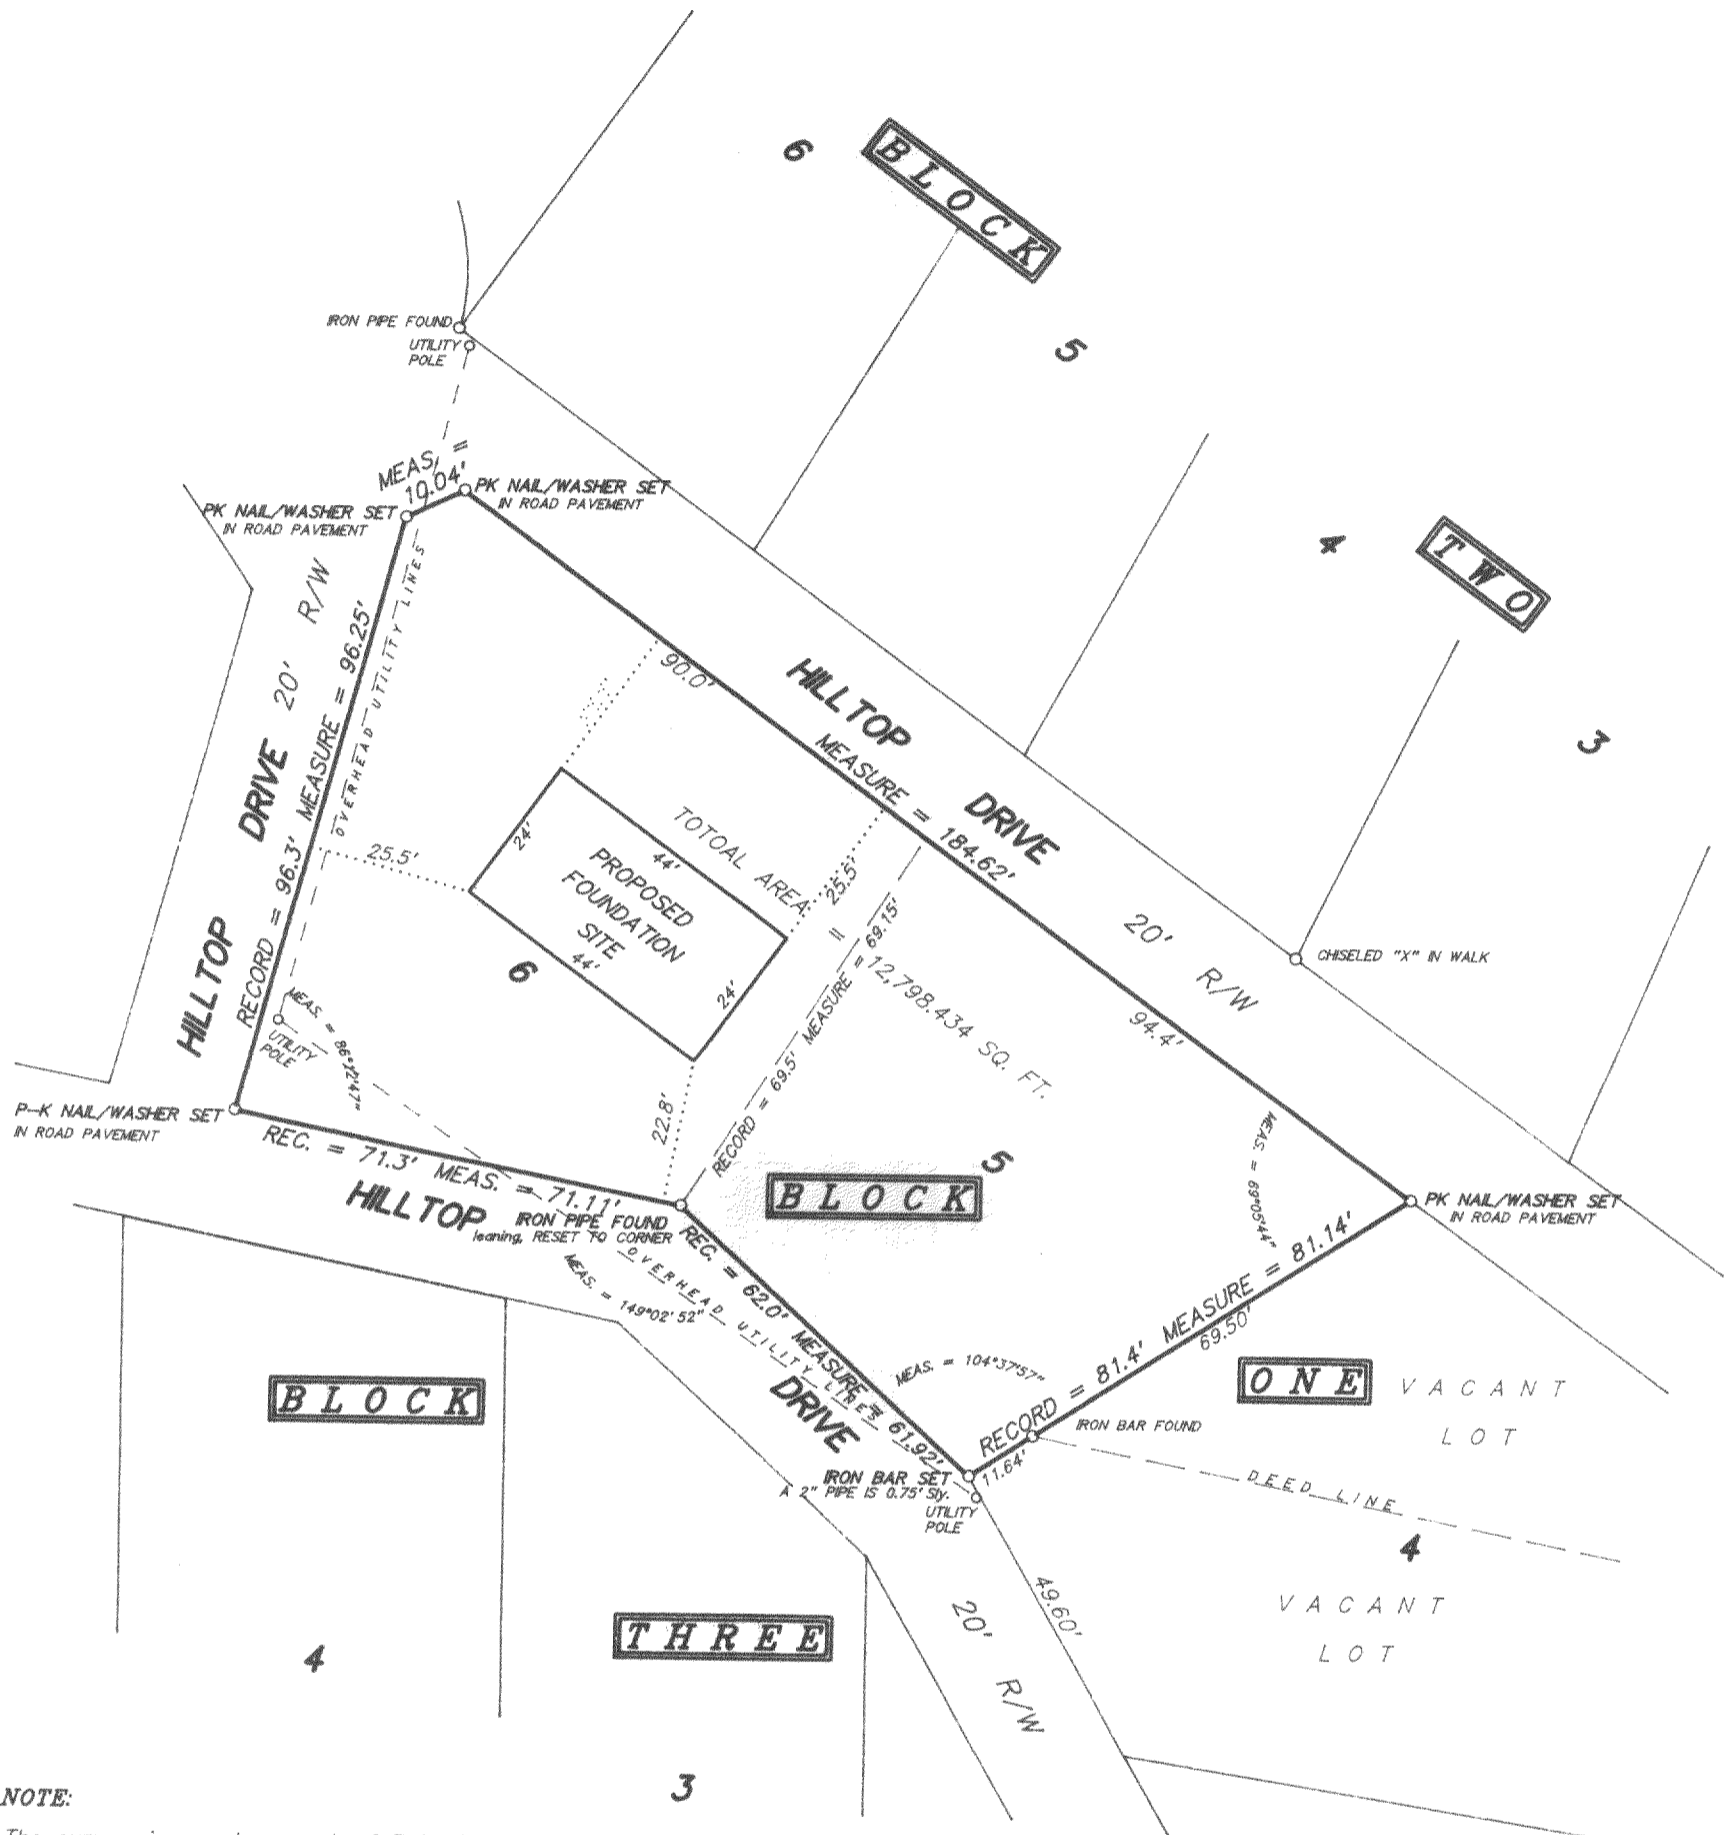 6
BLOCK
5
IRON PIPE FOUND
UTILITY
POLE
MEAS. =
10.04'
PK NAIL/WASHER SET
IN ROAD PAVEMENT
PK NAIL/WASHER SET
IN ROAD PAVEMENT
4
TWO
3
HILLTOP DRIVE 20' R/W
RECORD = 96.3' MEASURE = 96.25'
OVERHEAD UTILITY LINES
90.0'
HILLTOP DRIVE 20' R/W
MEASURE = 184.62'
94.4'
CHISELED "X" IN WALK
25.5'
24'
44'
PROPOSED
FOUNDATION
SITE
44'
24'
6
TOTOAL AREA: = 12,798.434 SQ. FT.
25.5'
RECORD = 69.5' MEASURE = 69.15'
22.8'
MEAS. = 86°12'47"
UTILITY
POLE
P-K NAIL/WASHER SET
IN ROAD PAVEMENT
REC. = 71.3' MEAS. = 71.11'
HILLTOP DRIVE 20' R/W
IRON PIPE FOUND
leaning, RESET TO CORNER
5
BLOCK
MEAS. = 69°05'44"
PK NAIL/WASHER SET
IN ROAD PAVEMENT
REC. = 62.0' MEASURE = 61.92'
OVERHEAD UTILITY LINES
MEAS. = 149°02'52"
MEAS. = 104°37'57"
RECORD = 81.4' MEASURE = 81.14'
69.50'
11.64'
ONE
VACANT
LOT
IRON BAR FOUND
DEED LINE
IRON BAR SET
A 2" PIPE IS 0.75' Sly.
UTILITY
POLE
4
VACANT
LOT
49.60'
BLOCK
THREE
4
3
NOTE: